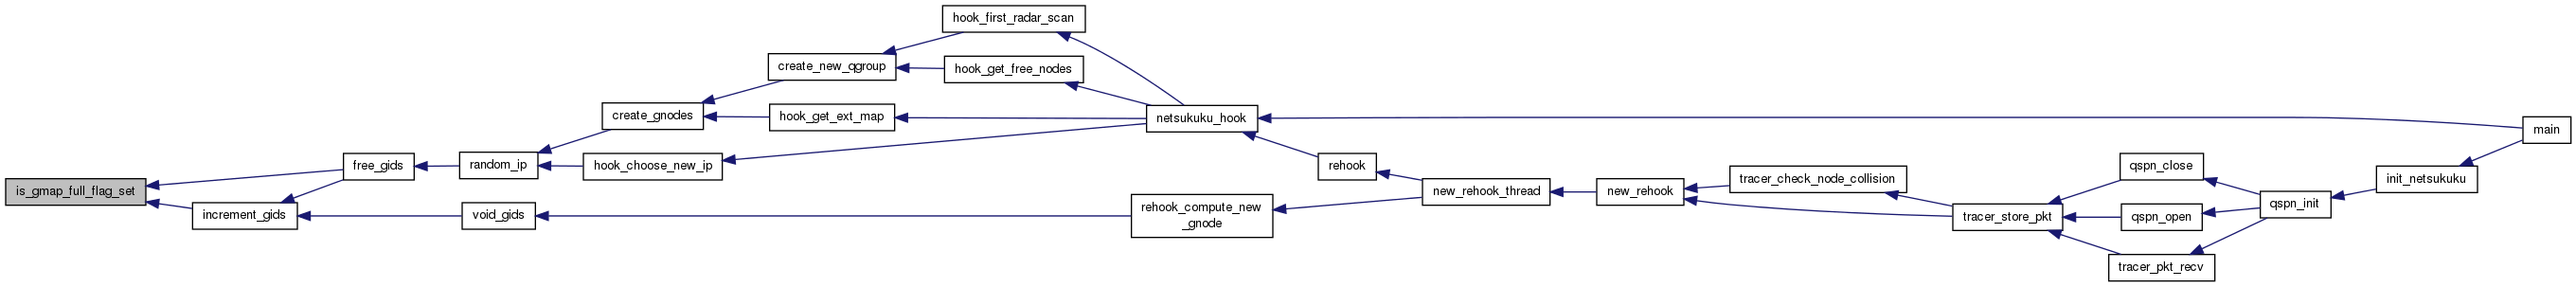 is_gmap_full_flag_set
free_gids
increment_gids
random_ip
void_gids
create_gnodes
hook_choose_new_ip
create_new_qgroup
hook_get_ext_map
hook_first_radar_scan
hook_get_free_nodes
netsukuku_hook
rehook_compute_new
_gnode
rehook
new_rehook_thread
new_rehook
tracer_check_node_collision
tracer_store_pkt
qspn_close
qspn_open
tracer_pkt_recv
qspn_init
init_netsukuku
main